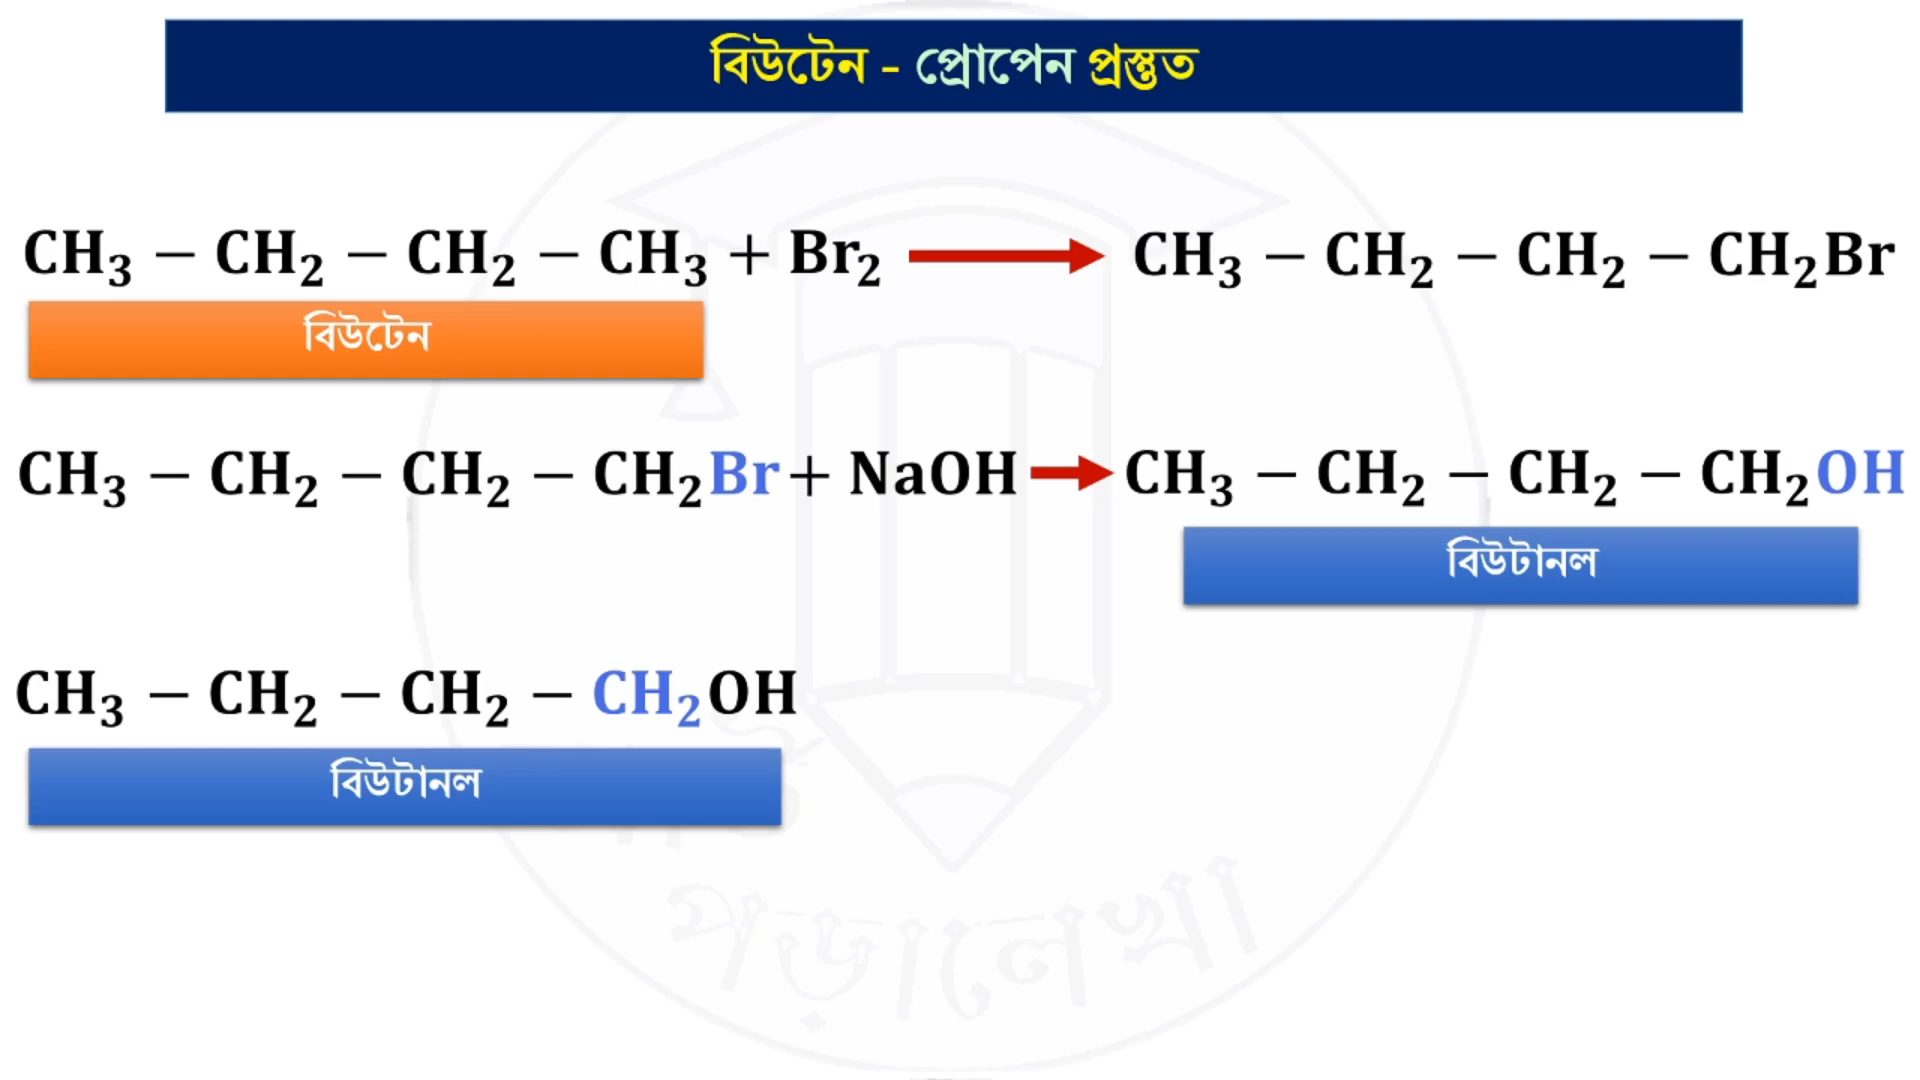 বিউটেন - প্রোপেন প্রস্তুত
CH₃ − CH₂ − CH₂ − CH₃ + Br₂ → CH₃ − CH₂ − CH₂ − CH₂Br
বিউটেন
CH₃ − CH₂ − CH₂ − CH₂Br + NaOH → CH₃ − CH₂ − CH₂ − CH₂OH
বিউটানল
CH₃ − CH₂ − CH₂ − CH₂OH
বিউটানল
পড়ালেখা